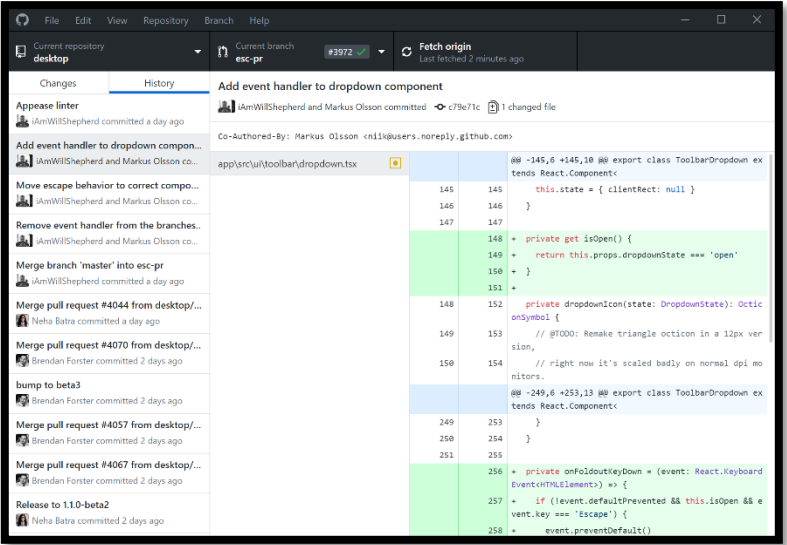 File Edit View Repository Branch Help
Current repository
desktop
Current branch
esc-pr
#3972
Fetch origin
Last fetched 2 minutes ago
Changes History
Appease linter
iAmWillShepherd committed a day ago
Add event handler to dropdown compon...
iAmWillShepherd and Markus Olsson co...
Move escape behavior to correct compo...
iAmWillShepherd and Markus Olsson co...
Remove event handler from the branches..
iAmWillShepherd and Markus Olsson co...
Merge branch 'master' into esc-pr
iAmWillShepherd committed a day ago
Merge pull request #4044 from desktop/...
Neha Batra committed a day ago
Merge pull request #4070 from desktop/...
Brendan Forster committed 2 days ago
bump to beta3
Brendan Forster committed 2 days ago
Merge pull request #4057 from desktop/...
Brendan Forster committed 2 days ago
Merge pull request #4067 from desktop/...
Brendan Forster committed 2 days ago
Release to 1.1.0-beta2
Neha Batra committed 2 days ago
Add event handler to dropdown component
iAmWillShepherd and Markus Olsson committed c79e71c 1 changed file
Co-Authored-By: Markus Olsson <niik@users.noreply.github.com>
app\src\ui\toolbar\dropdown.tsx
@@ -145,6 +145,10 @@ export class ToolbarDropdown ex
tends React.Component<
145 145 this.state = { clientRect: null }
146 146 }
147 147
148 + private get isOpen() {
149 + return this.props.dropdownState === 'open'
150 + }
151 +
148 152 private dropdownIcon(state: DropdownState): Octic
onSymbol {
149 153 // @TODO: Remake triangle octicon in a 12px ver
sion,
150 154 // right now it's scaled badly on normal dpi mo
nitors.
@@ -249,6 +253,13 @@ export class ToolbarDropdown ex
tends React.Component<
249 253 }
250 254 }
251 255
256 + private onFoldoutKeyDown = (event: React.Keyboard
Event<HTMLElement>) => {
257 + if (!event.defaultPrevented && this.isOpen && e
vent.key === 'Escape') {
258 + event.preventDefault()